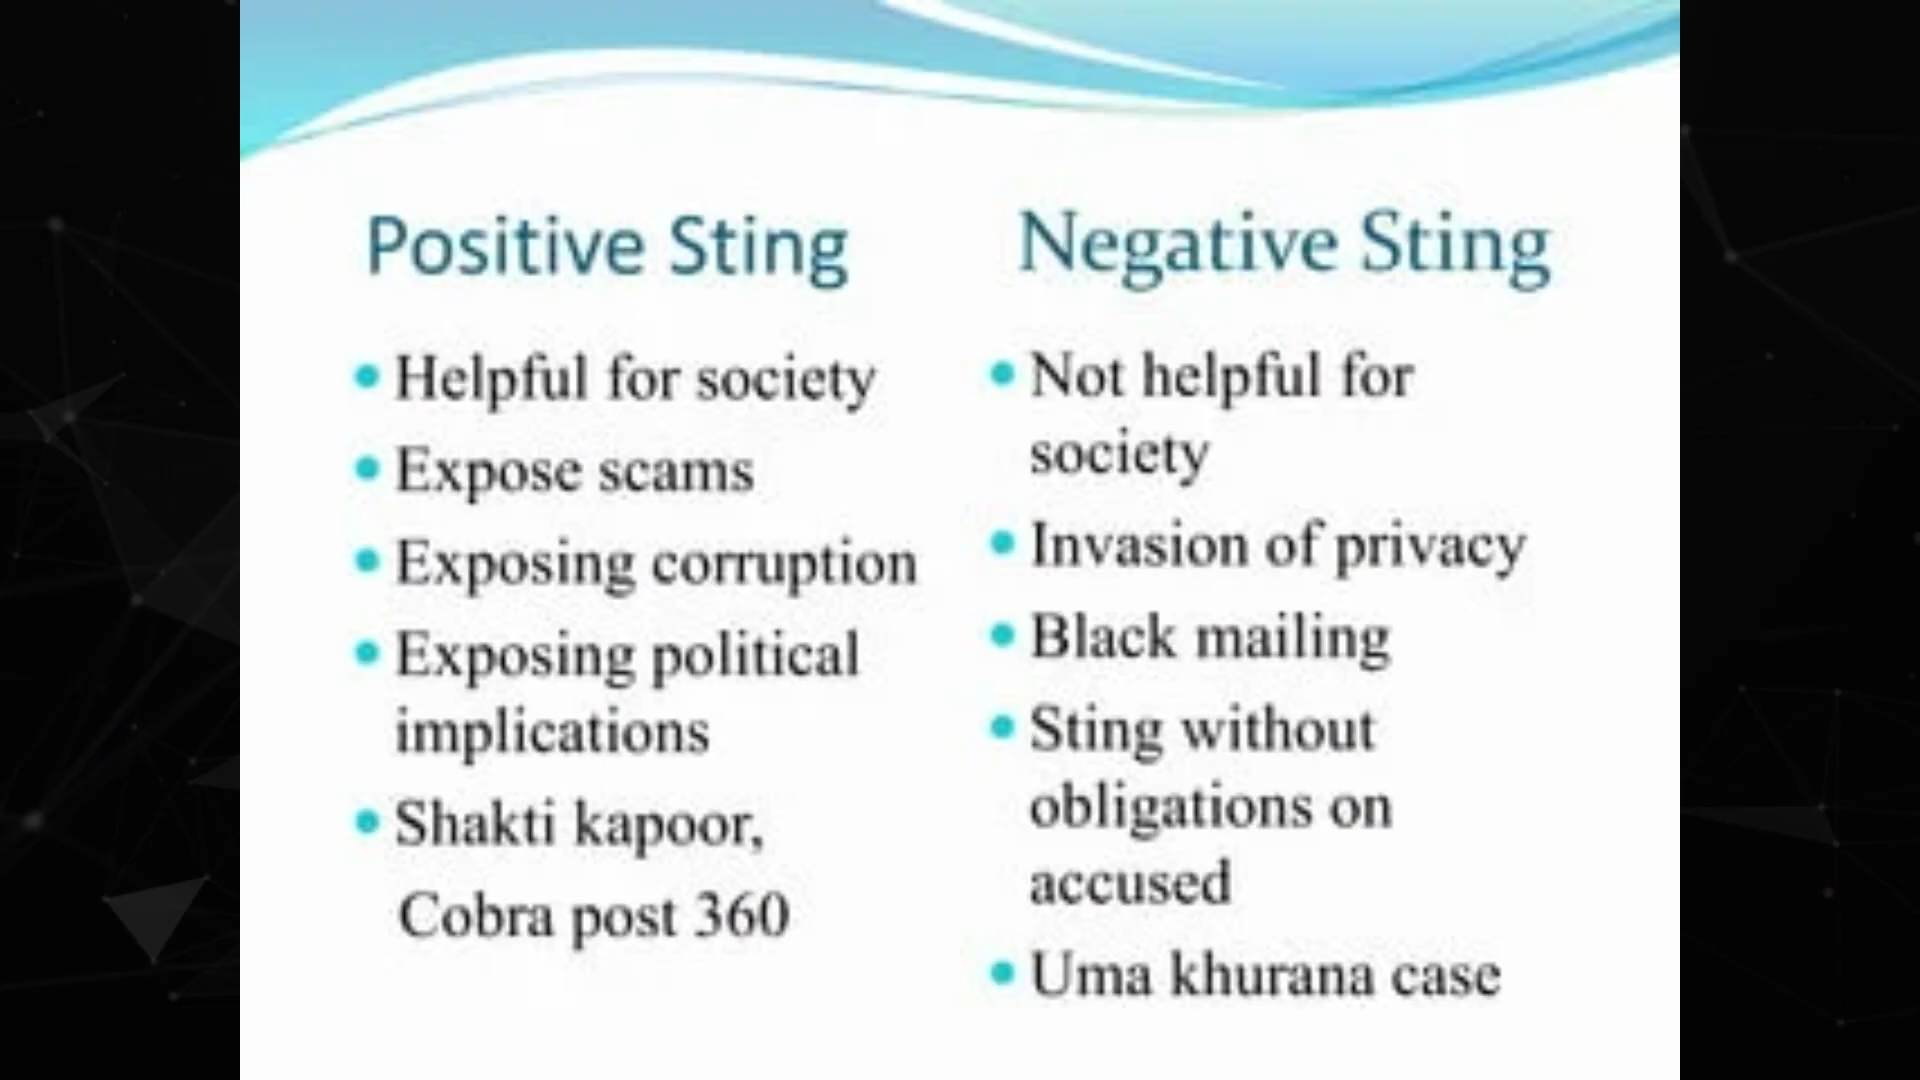 Positive Sting
Helpful for society
Expose scams
Exposing corruption
Exposing political
implications
Shakti kapoor,
Cobra post 360
Negative Sting
Not helpful for
society
Invasion of privacy
Black mailing
Sting without
obligations on
accused
Uma khurana case